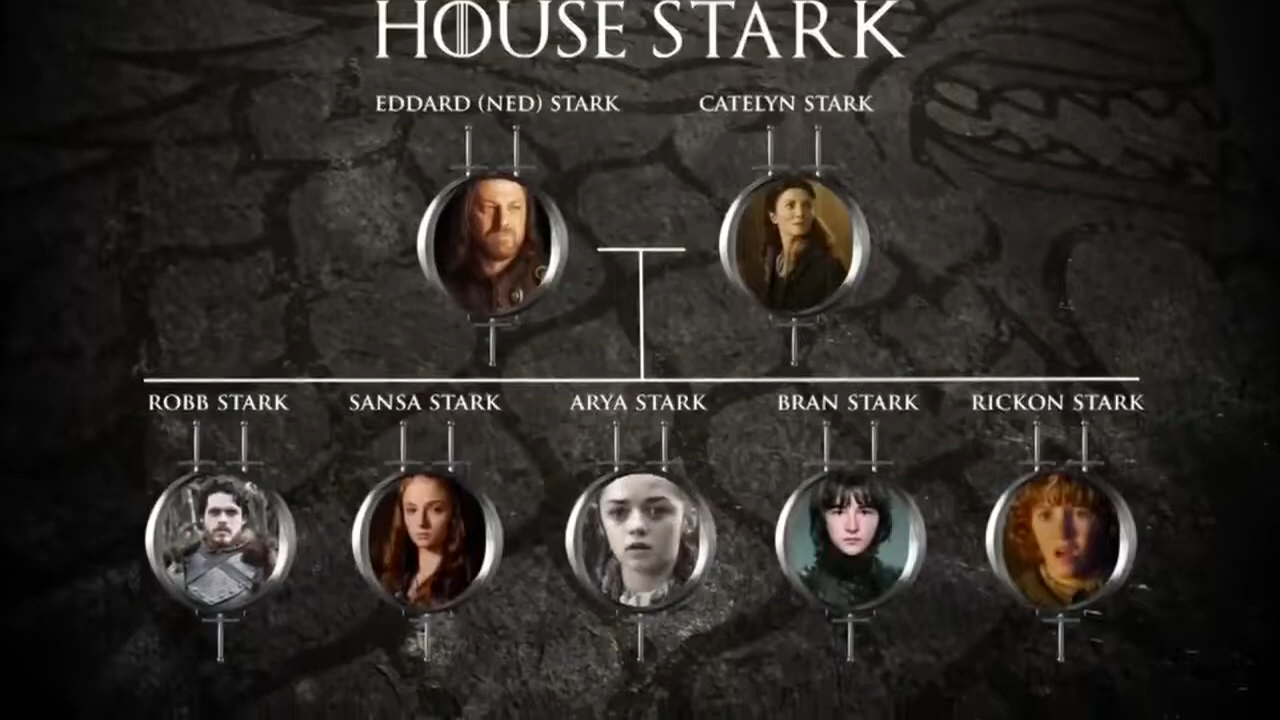 HOUSE STARK
EDDARD (NED) STARK
CATELYN STARK
ROBB STARK
SANSA STARK
ARYA STARK
BRAN STARK
RICKON STARK